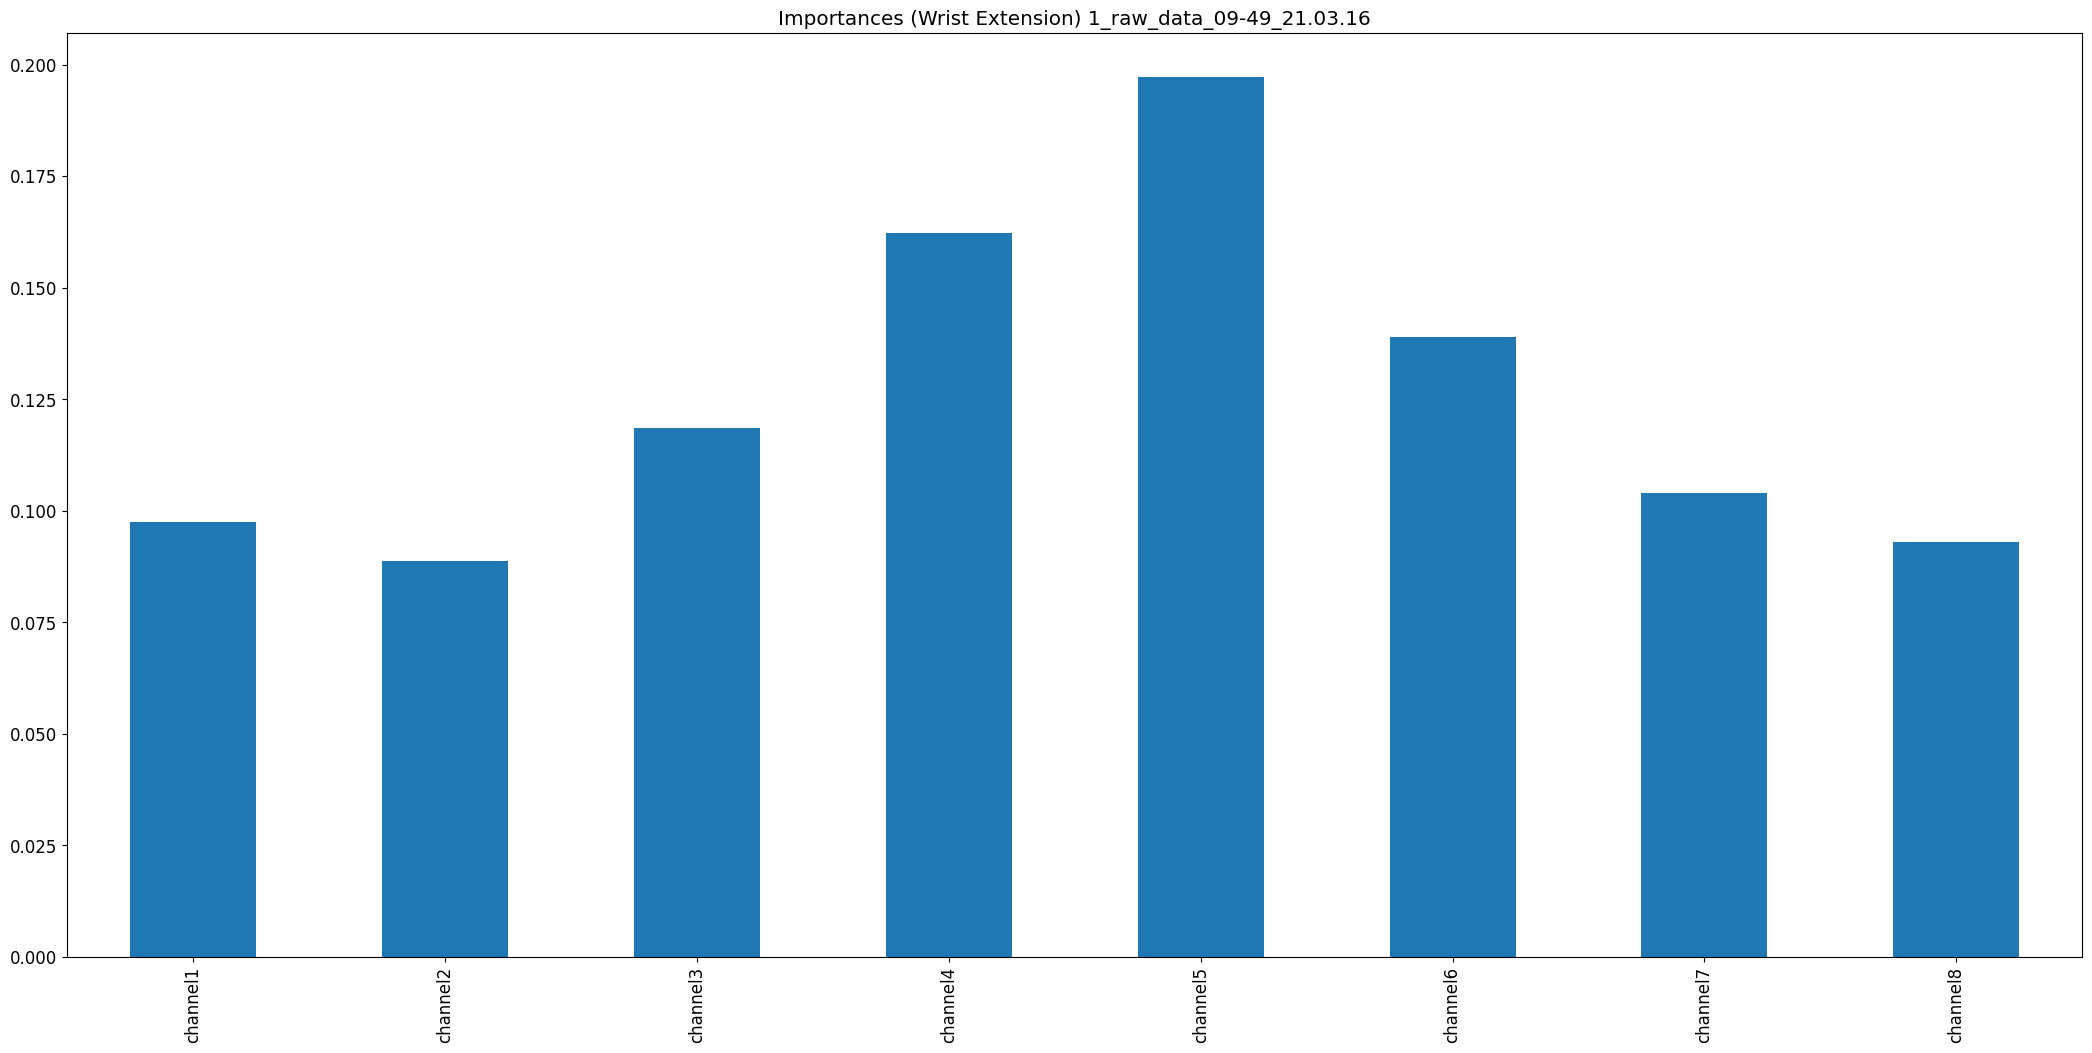 Importances (Wrist Extension) 1_raw_data_09-49_21.03.16
0.200
0.175
0.150
0.125
0.100
0.075
0.050
0.025
0.000
channel1
channel2
channel3
channel4
channel5
channel6
channel7
channel8